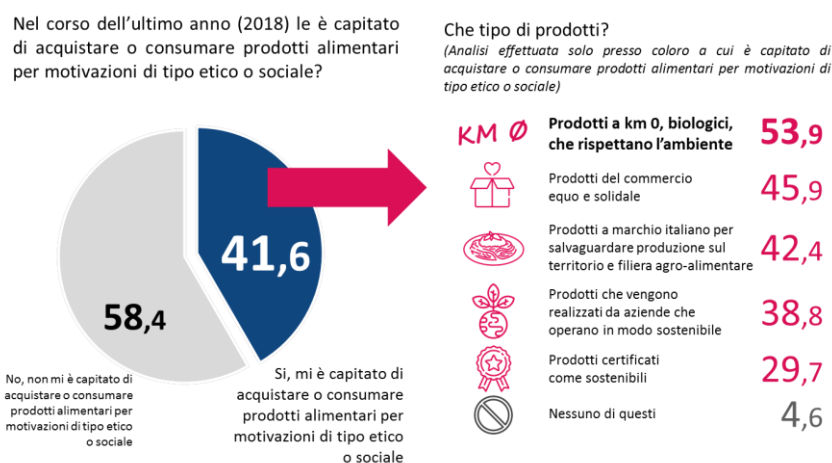 Nel corso dell'ultimo anno (2018) le è capitato
di acquistare o consumare prodotti alimentari
per motivazioni di tipo etico o sociale?
58,4
41,6
No, non mi è capitato di
acquistare o consumare
prodotti alimentari per
motivazioni di tipo etico
o sociale
Si, mi è capitato di
acquistare o consumare
prodotti alimentari per
motivazioni di tipo etico
o sociale
Che tipo di prodotti?
(Analisi effettuata solo presso coloro a cui è capitato di
acquistare o consumare prodotti alimentari per motivazioni di
tipo etico o sociale)
KM Ø
Prodotti a km 0, biologici,
che rispettano l'ambiente
53,9
Prodotti del commercio
equo e solidale
45,9
Prodotti a marchio italiano per
salvaguardare produzione sul
territorio e filiera agro-alimentare
42,4
Prodotti che vengono
realizzati da aziende che
operano in modo sostenibile
38,8
Prodotti certificati
come sostenibili
29,7
Nessuno di questi
4,6